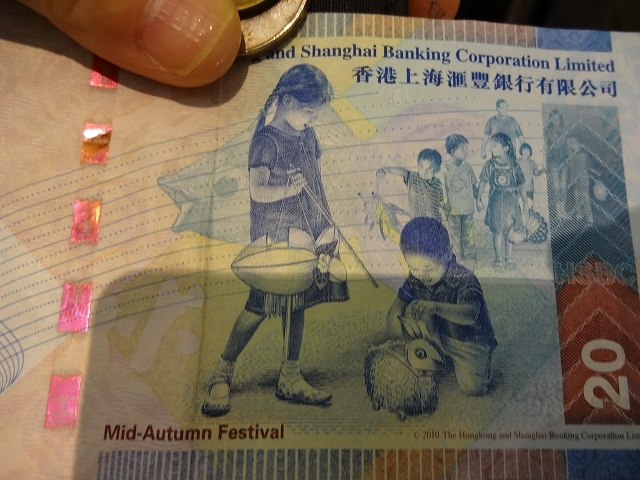 and Shanghai Banking Corporation Limited
香港上海滙豐銀行有限公司
HSBC
20
Mid-Autumn Festival
© 2010 The Hongkong and Shanghai Banking Corporation